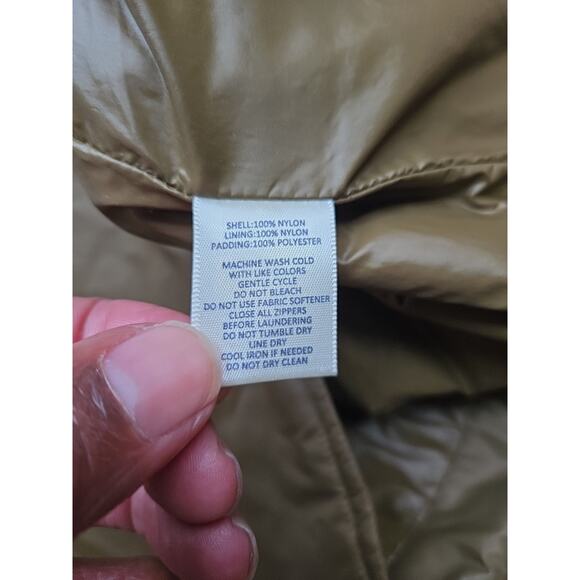 SHELL:100% NYLON
LINING:100% NYLON
PADDING:100% POLYESTER
MACHINE WASH COLD
WITH LIKE COLORS
GENTLE CYCLE
DO NOT BLEACH
DO NOT USE FABRIC SOFTENER
CLOSE ALL ZIPPERS
BEFORE LAUNDERING
DO NOT TUMBLE DRY
LINE DRY
COOL IRON IF NEEDED
DO NOT DRY CLEAN